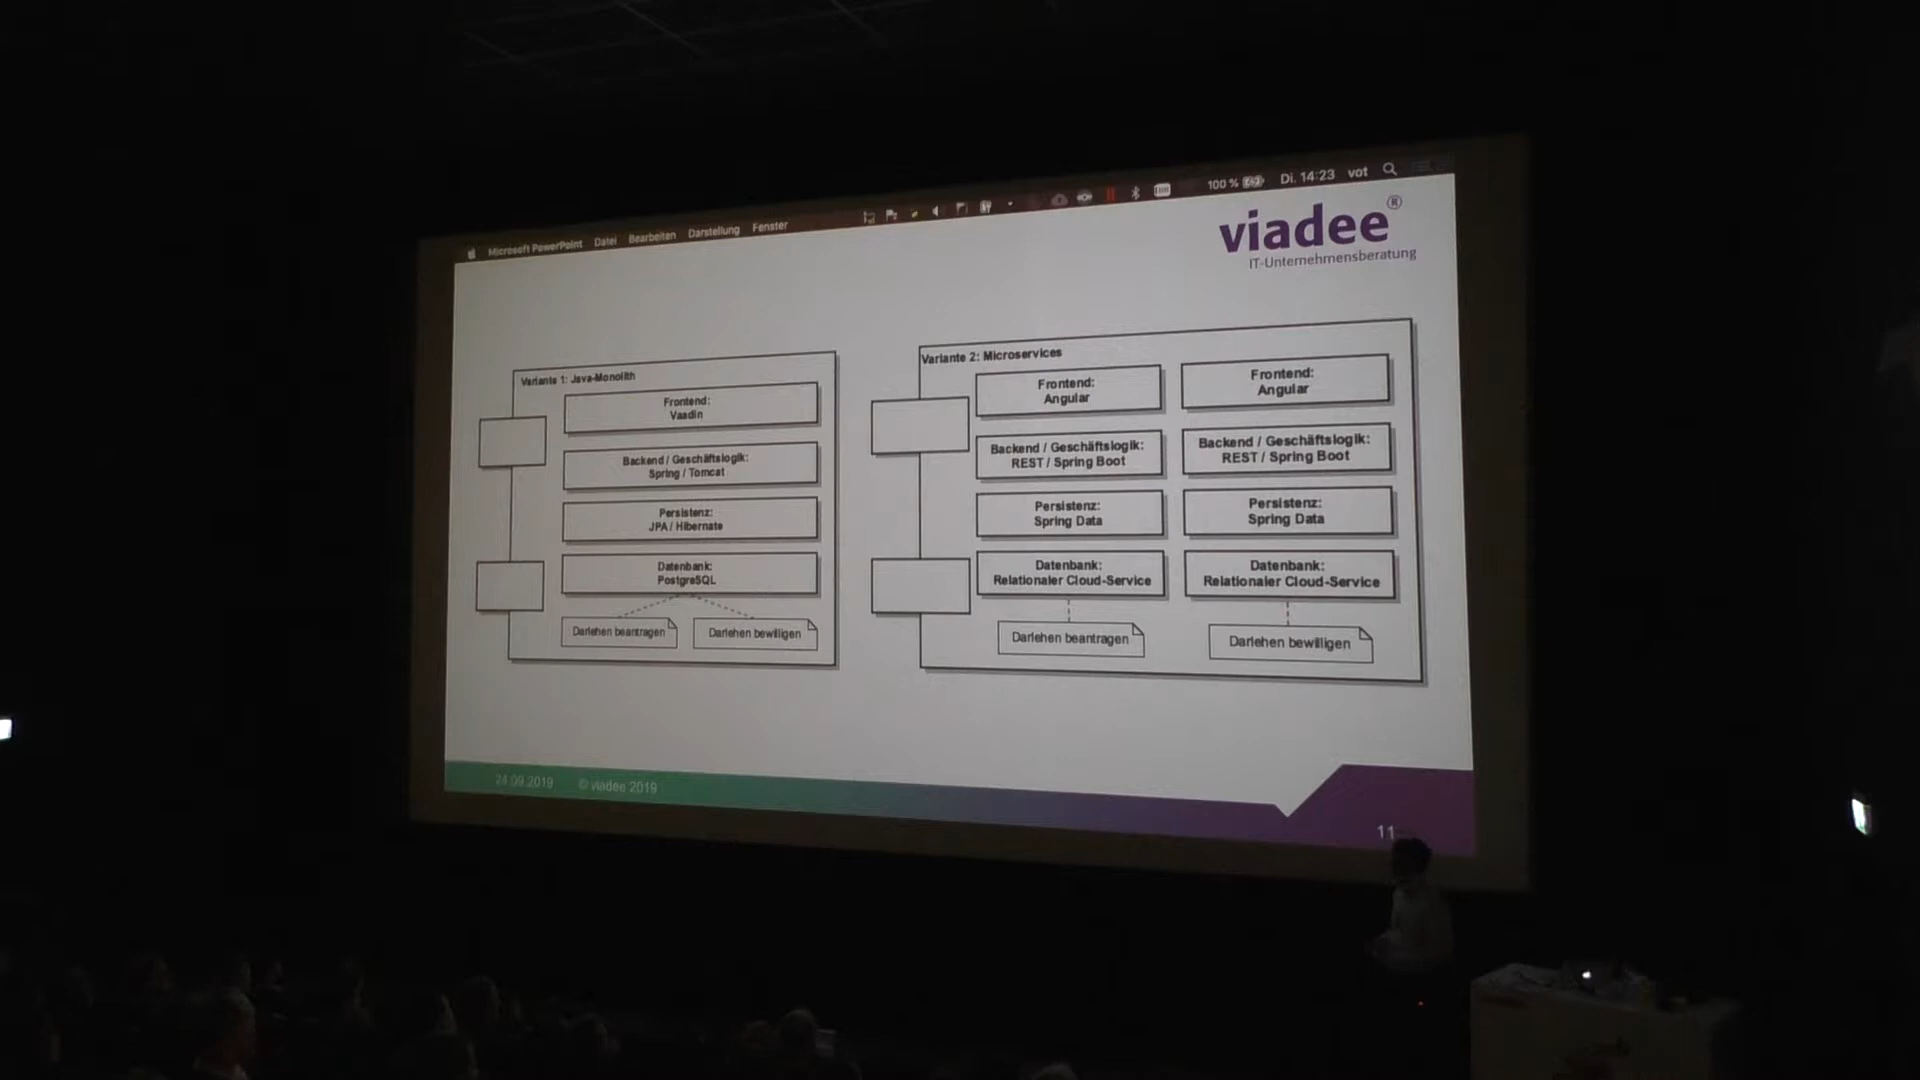 Microsoft PowerPoint Datei Bearbeiten Darstellung Fenster 100 % Di. 14:23 vot
viadee®
IT-Unternehmensberatung
Variante 1: Java-Monolith
Frontend:
Vaadin
Backend / Geschäftslogik:
Spring / Tomcat
Persistenz:
JPA / Hibernate
Datenbank:
PostgreSQL
Darlehen beantragen
Darlehen bewilligen
Variante 2: Microservices
Frontend:
Angular
Backend / Geschäftslogik:
REST / Spring Boot
Persistenz:
Spring Data
Datenbank:
Relationaler Cloud-Service
Darlehen beantragen
Frontend:
Angular
Backend / Geschäftslogik:
REST / Spring Boot
Persistenz:
Spring Data
Datenbank:
Relationaler Cloud-Service
Darlehen bewilligen
24.09.2019 © viadee 2019
11